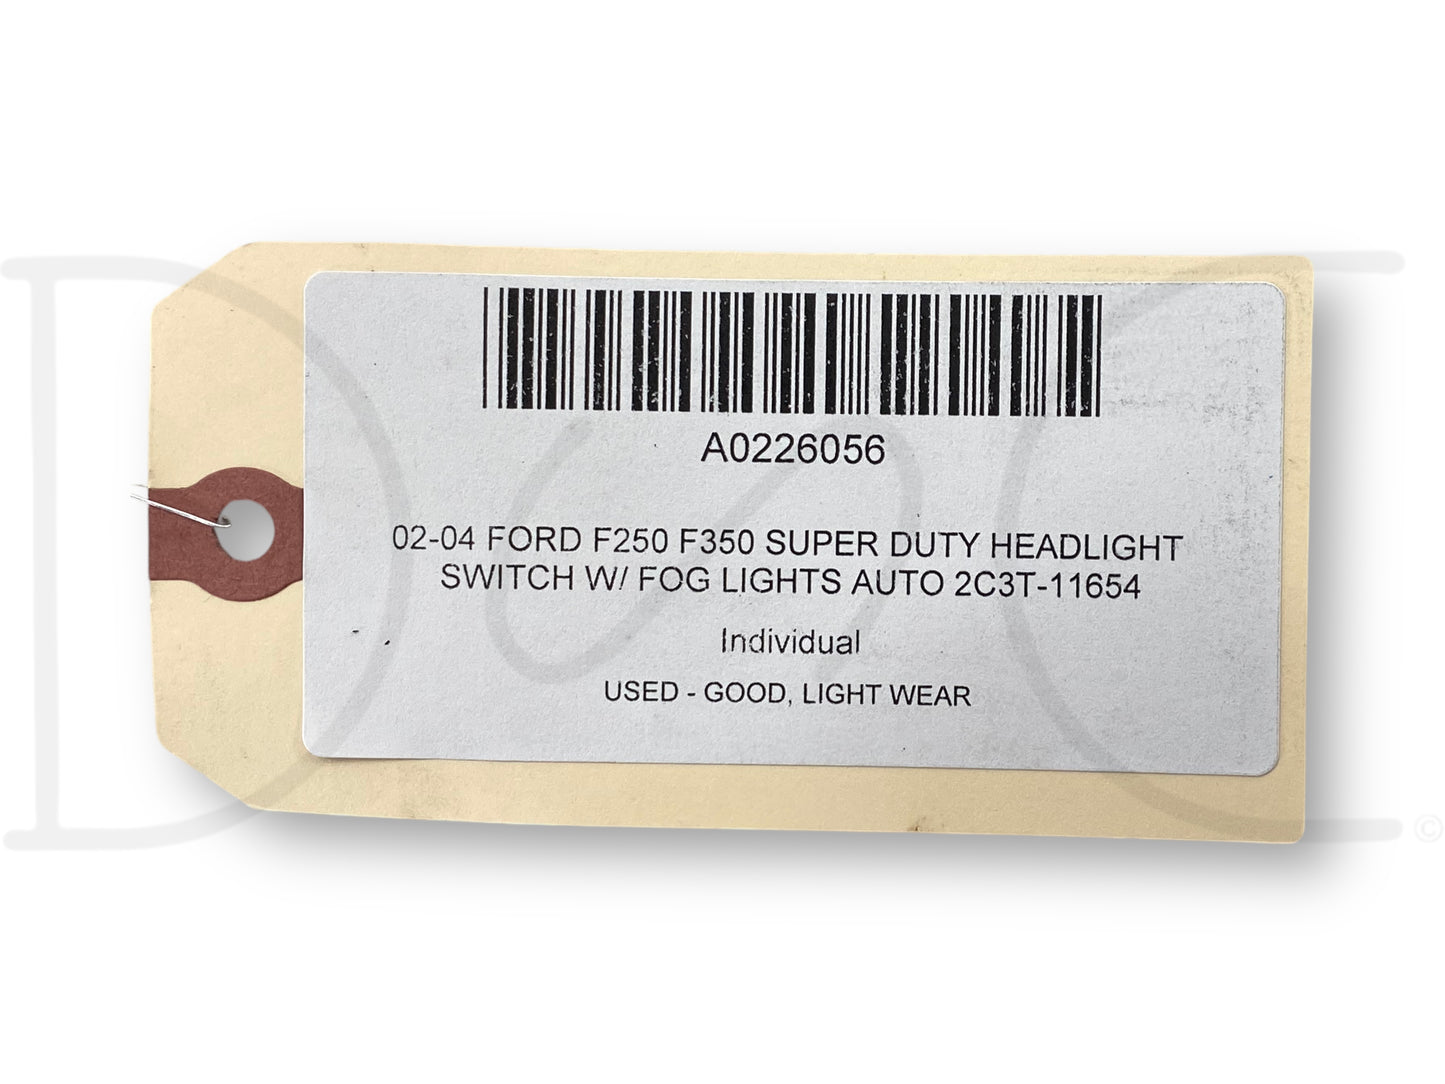 A0226056
02-04 FORD F250 F350 SUPER DUTY HEADLIGHT
SWITCH W/ FOG LIGHTS AUTO 2C3T-11654
Individual
USED - GOOD, LIGHT WEAR
©